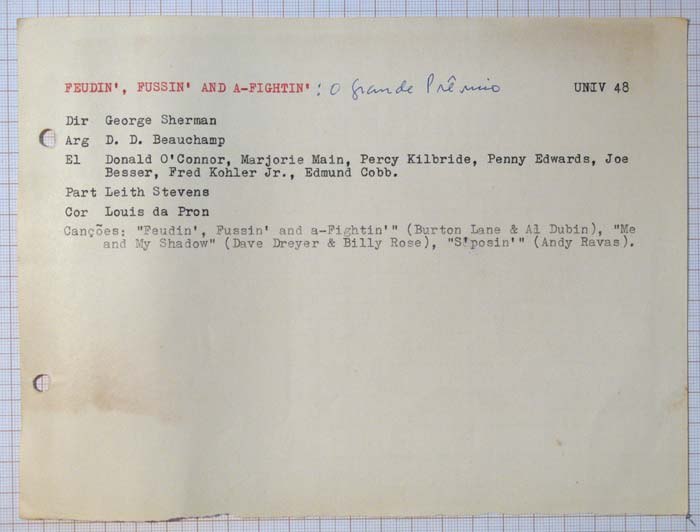 FEUDIN', FUSSIN' AND A-FIGHTIN' : O Grande Prêmio UNIV 48
Dir George Sherman
Arg D. D. Beauchamp
El Donald O'Connor, Marjorie Main, Percy Kilbride, Penny Edwards, Joe
Besser, Fred Kohler Jr., Edmund Cobb.
Part Leith Stevens
Cor Louis da Pron
Canções: "Feudin', Fussin' and a-Fightin'" (Burton Lane & Al Dubin), "Me
and My Shadow" (Dave Dreyer & Billy Rose), "S'posin'" (Andy Ravas).